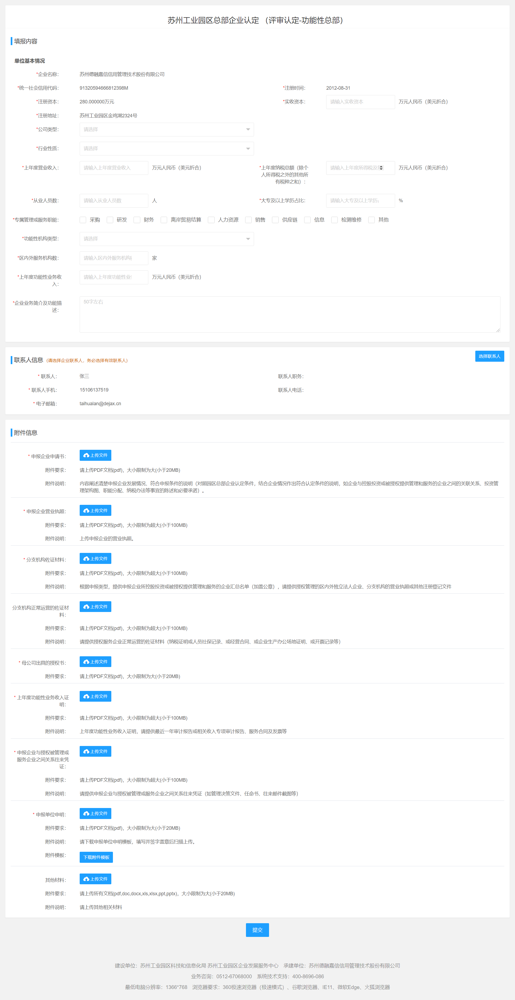 苏州工业园区总部企业认定 （评审认定-功能性总部）
填报内容
单位基本情况
*企业名称： 苏州德融嘉信信用管理技术股份有限公司
*统一社会信用代码： 91320594666812398M *注册时间： 2012-08-31
*注册资本： 280.000000万元 *实收资本： 请输入实收资本 万元人民币（美元折合）
*注册地址： 苏州工业园区金鸡湖2324号
*公司类型： 请选择
*行业性质： 请选择
*上年度营业收入： 请输入上年度营业收入 万元人民币（美元折合） *上年度纳税总额（除个 请输入上年度所得税及 万元人民币（美元折合）
人所得税之外的其他所
有税种之和）：
*从业人员数： 请输入从业人员数 人 *大专及以上学历占比： 请输入大专及以上学历 %
*专属管理或服务职能： 采购 研发 财务 离岸贸易结算 人力资源 销售 供应链 信息 检测维修 其他
*功能性机构类型： 请选择
*区内外服务机构数： 请输入区内外服务机构 家
*上年度功能性业务收 请输入上年度功能性业 万元人民币（美元折合）
入：
*企业业务简介及功能描 50字左右
述：
联系人信息 (请选择企业联系人，务必选择有效联系人) 选择联系人
* 联系人： 张三 联系人职务：
* 联系人手机： 15106137519 联系人电话：
* 电子邮箱： taihualan@dejax.cn
附件信息
* 申报企业申请书： 上传文件
附件要求： 请上传PDF文档(pdf)，大小限制为大(小于20MB)
附件说明： 内容阐述清楚申报企业发展情况、符合申报条件的说明（对照园区总部企业认定条件，结合企业情况作出符合认定条件的说明，如企业与控股投资或被授权提供管理和服务的企业之间的关联关系、投资管
理架构图、职能分配、纳税办法等事宜的陈述和必要承诺）。
* 申报企业营业执照： 上传文件
附件要求： 请上传PDF文档(pdf)，大小限制为超大(小于100MB)
附件说明： 上传申报企业的营业执照。
* 分支机构佐证材料： 上传文件
附件要求： 请上传PDF文档(pdf)，大小限制为超大(小于100MB)
附件说明： 根据申报类型，提供申报企业所控股投资或被授权提供管理和服务的企业汇总名单（加盖公章），请提供授权管理的区内外独立法人企业、分支机构的营业执照或其他注册登记文件
分支机构正常运营的佐证材 上传文件
料：
附件要求： 请上传PDF文档(pdf)，大小限制为超大(小于100MB)
附件说明： 请提供授权服务企业正常运营的佐证材料（纳税证明或人员社保记录、或经营合同、或企业生产办公场地证明、或开票记录等）
* 母公司出具的授权书： 上传文件
附件要求： 请上传PDF文档(pdf)，大小限制为大(小于20MB)
* 上年度功能性业务收入证 上传文件
明：
附件要求： 请上传PDF文档(pdf)，大小限制为超大(小于100MB)
附件说明： 上年度功能性业务收入证明，请提供最近一年审计报告或相关收入专项审计报告、服务合同及发票等
* 申报企业与授权被管理或 上传文件
服务企业之间关系往来凭
证：
附件要求： 请上传PDF文档(pdf)，大小限制为超大(小于100MB)
附件说明： 请提供申报企业与授权被管理或服务企业之间关系往来凭证（如管理决策文件、任命书、往来邮件截图等）
* 申报单位申明： 上传文件
附件要求： 请上传PDF文档(pdf)，大小限制为大(小于20MB)
附件说明： 请下载申报单位申明模板，填写并签字盖章后扫描上传。
附件模板： 下载附件模板
其他材料： 上传文件
附件要求： 请上传所有文档(pdf,doc,docx,xls,xlsx,ppt,pptx)，大小限制为大(小于20MB)
附件说明： 请上传其他相关材料
提交
建设单位：苏州工业园区科技和信息化局 苏州工业园区企业发展服务中心 承建单位：苏州德融嘉信信用管理技术股份有限公司
业务咨询：0512-67068000 系统技术支持：400-8696-086
最低电脑分辨率：1366*768 浏览器要求：360极速浏览器（极速模式）、谷歌浏览器、IE11、微软Edge、火狐浏览器